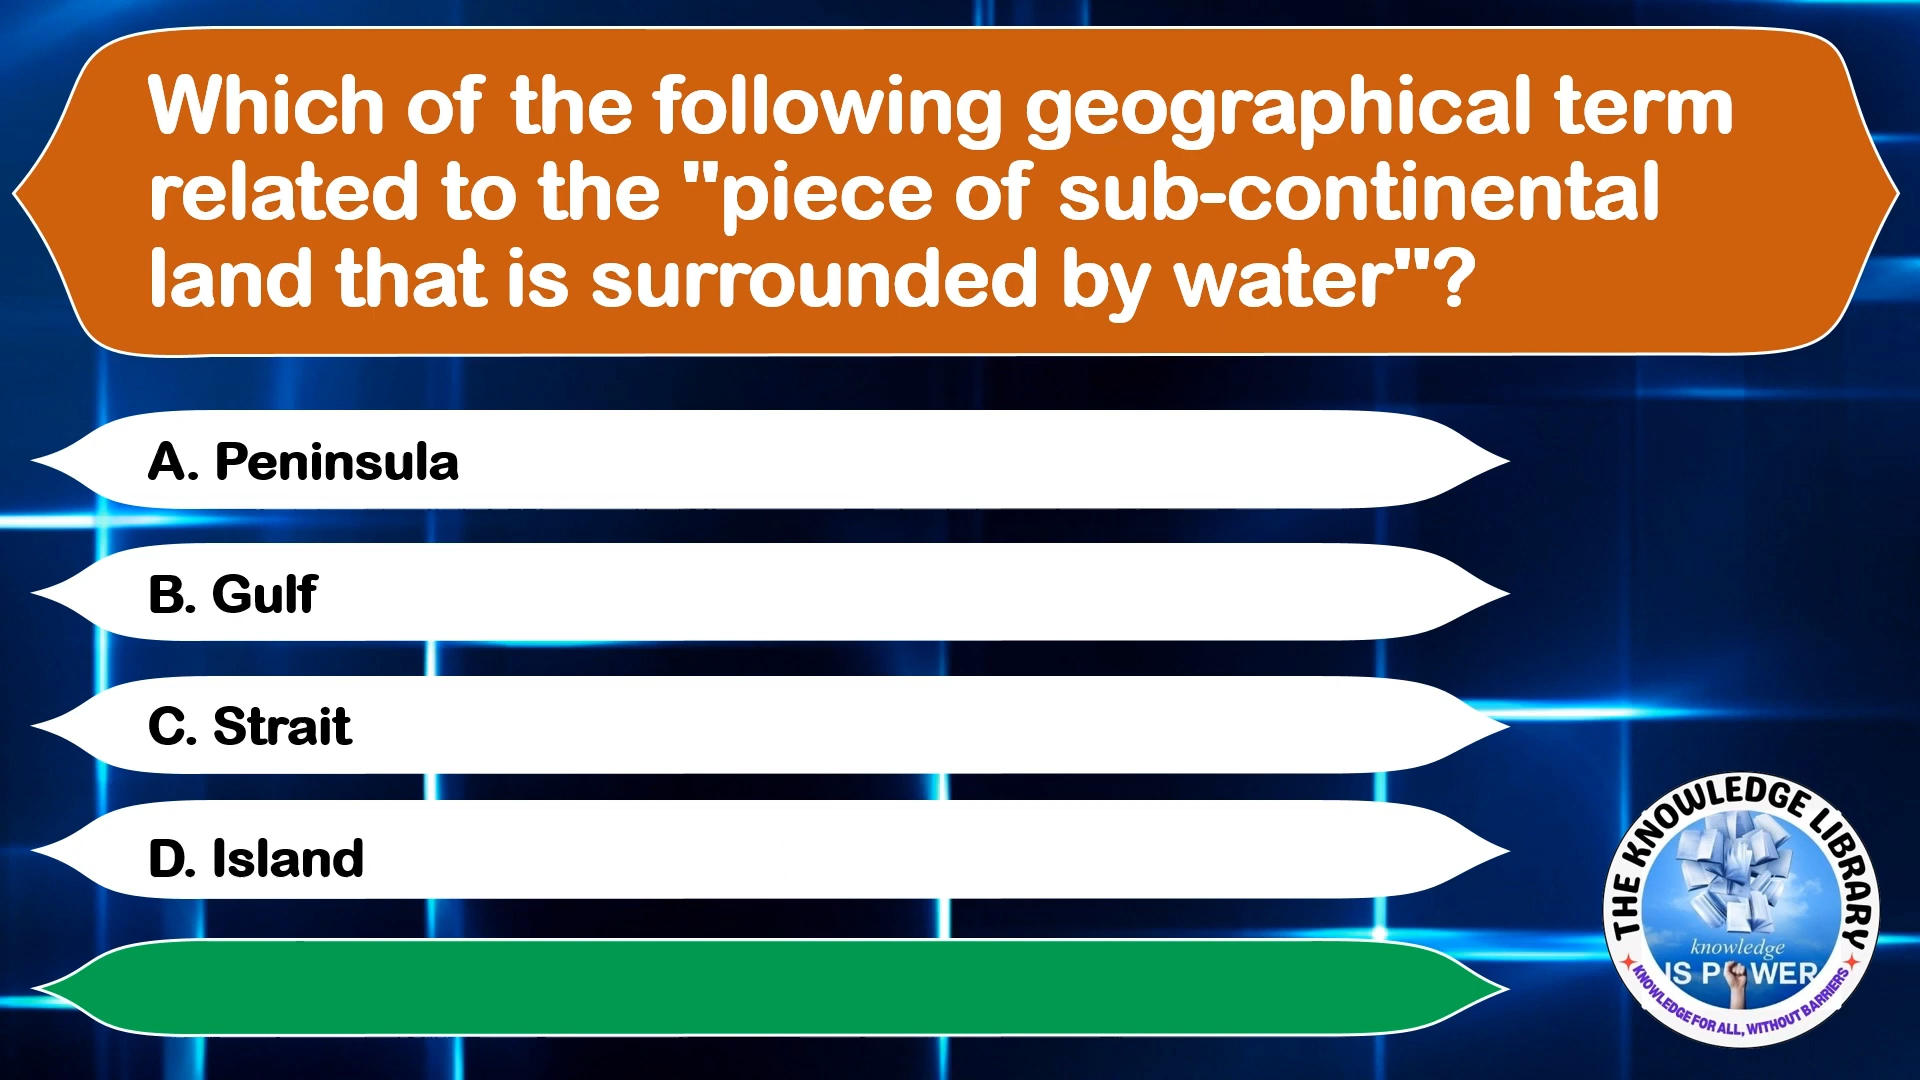 Which of the following geographical term
related to the "piece of sub-continental
land that is surrounded by water"?
A. Peninsula
B. Gulf
C. Strait
D. Island
THE KNOWLEDGE LIBRARY
knowledge
IS POWER
KNOWLEDGE FOR ALL, WITHOUT BARRIERS